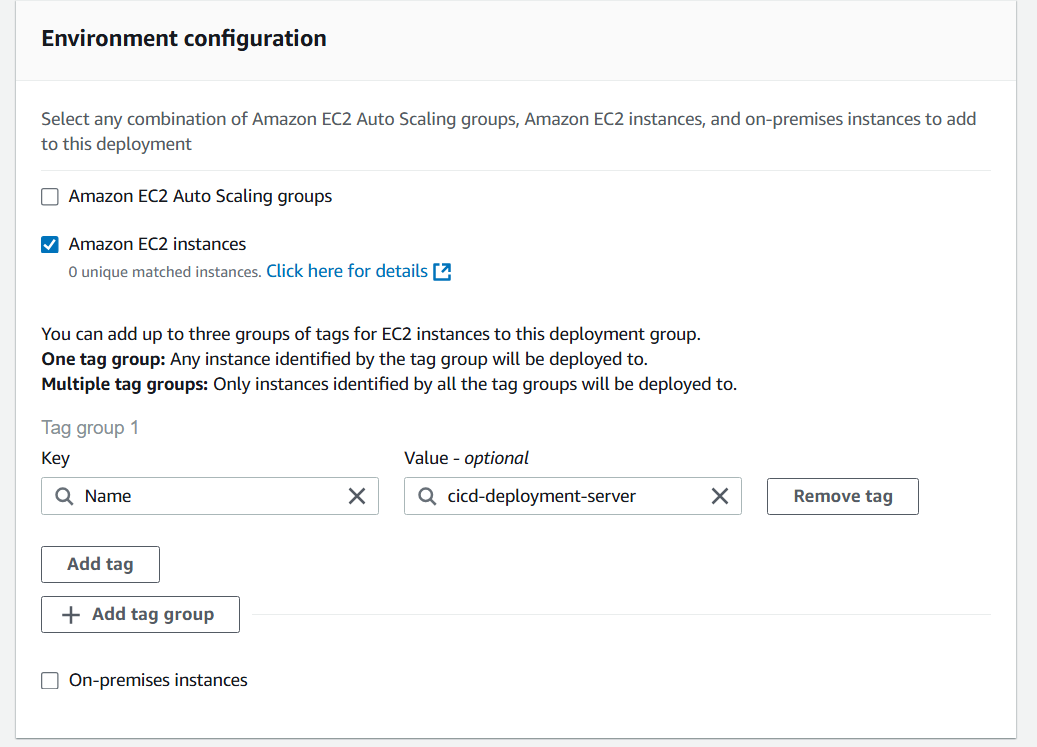 Environment configuration
Select any combination of Amazon EC2 Auto Scaling groups, Amazon EC2 instances, and on-premises instances to add
to this deployment
Amazon EC2 Auto Scaling groups
Amazon EC2 instances
0 unique matched instances. Click here for details
You can add up to three groups of tags for EC2 instances to this deployment group.
One tag group: Any instance identified by the tag group will be deployed to.
Multiple tag groups: Only instances identified by all the tag groups will be deployed to.
Tag group 1
Key Value - optional
Name cicd-deployment-server Remove tag
Add tag
Add tag group
On-premises instances